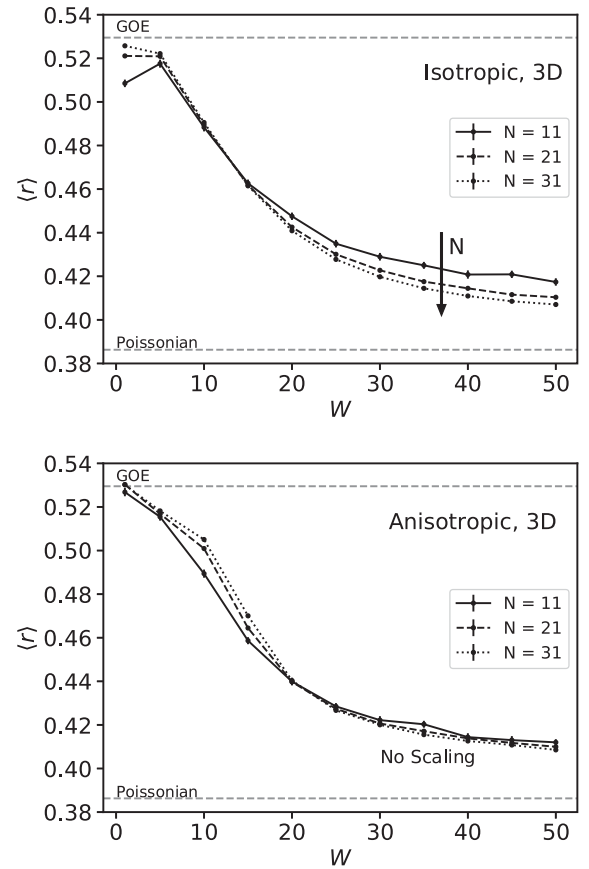 0.54
GOE
0.52
Isotropic, 3D
0.50
N = 11
0.48
N = 21
N = 31
⟨r⟩
0.46
0.44
N
0.42
0.40
Poissonian
0.38
0 10 20 30 40 50
W
0.54
GOE
0.52
Anisotropic, 3D
0.50
N = 11
0.48
N = 21
N = 31
⟨r⟩
0.46
0.44
0.42
No Scaling
0.40
Poissonian
0.38
0 10 20 30 40 50
W